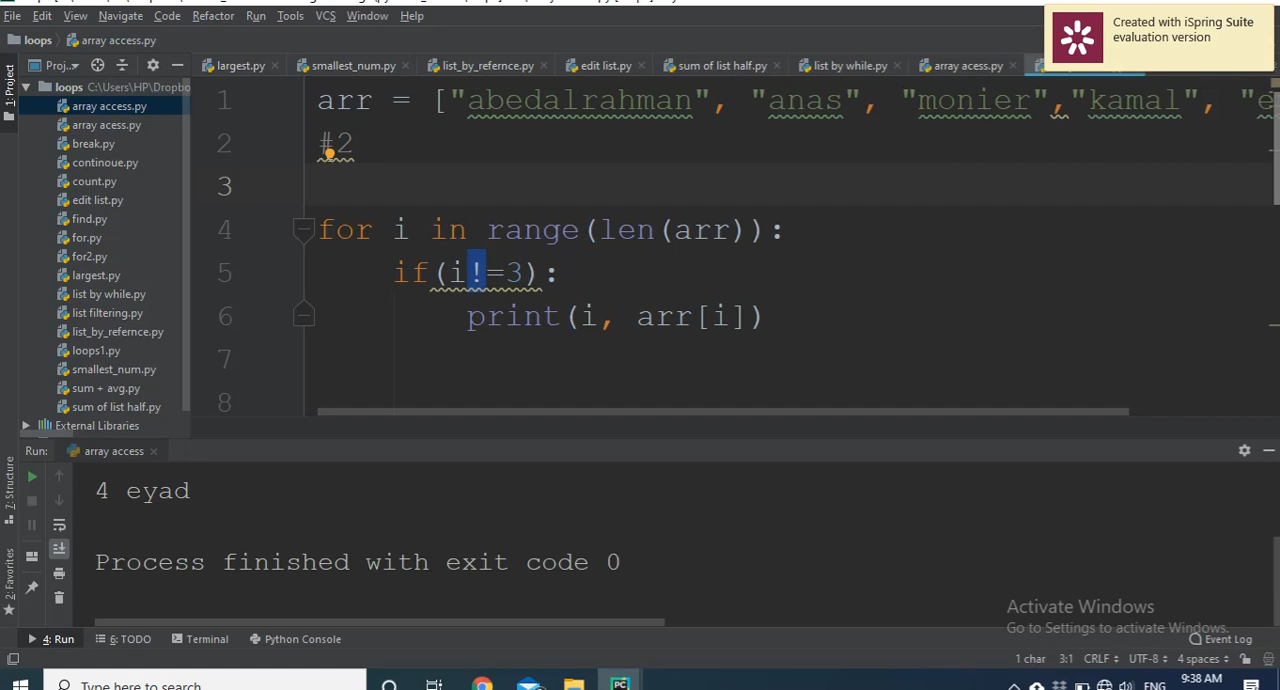 File Edit View Navigate Code Refactor Run Tools VCS Window Help
Created with iSpring Suite
evaluation version
loops array access.py
1: Project
Proj..
largest.py smallest_num.py list_by_refernce.py edit list.py sum of list half.py list by while.py array acess.py
loops C:\Users\HP\Dropbo
array access.py
array acess.py
break.py
continoue.py
count.py
edit list.py
find.py
for.py
for2.py
largest.py
list by while.py
list filtering.py
list_by_refernce.py
loops1.py
smallest_num.py
sum + avg.py
sum of list half.py
External Libraries
1 arr = ["abedalrahman", "anas", "monier","kamal", "e
2 #2
3
4 for i in range(len(arr)):
5 if(i!=3):
6 print(i, arr[i])
7
8
Run: array access
4 eyad
Process finished with exit code 0
7: Structure
2: Favorites
Activate Windows
Go to Settings to activate Windows.
4: Run 6: TODO Terminal Python Console Event Log
1 char 3:1 CRLF UTF-8 4 spaces
Type here to search
ENG
9:38 AM